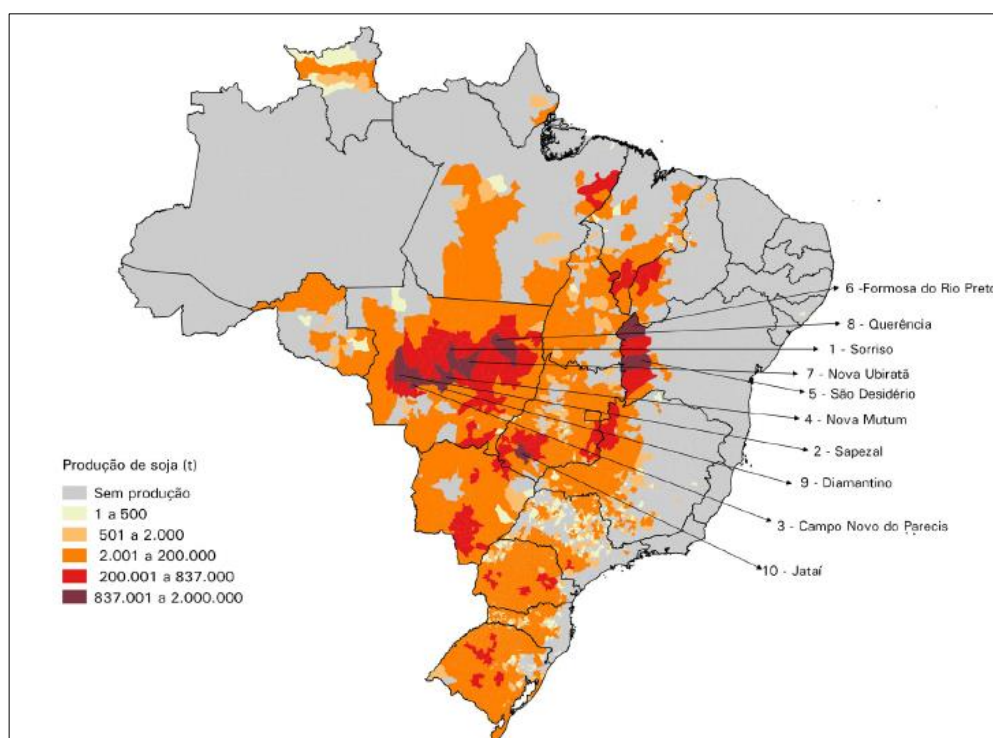 6 -Formosa do Rio Preto
8 - Querência
1 - Sorriso
7 - Nova Ubiratã
5 - São Desidério
4 - Nova Mutum
2 - Sapezal
9 - Diamantino
3 - Campo Novo do Parecis
10 - Jataí
Produção de soja (t)
Sem produção
1 a 500
501 a 2.000
2.001 a 200.000
200.001 a 837.000
837.001 a 2.000.000